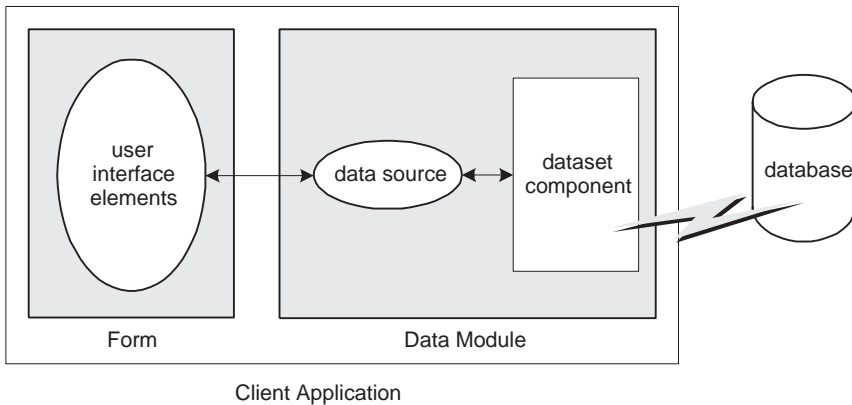 user
interface
elements
data source
dataset
component
database
Form
Data Module
Client Application